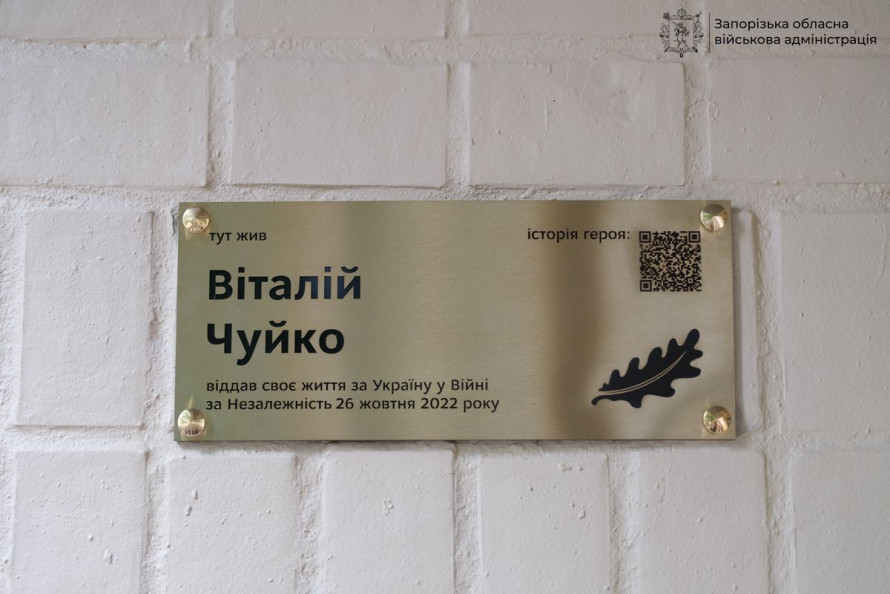 Запорізька обласна
військова адміністрація
тут жив
історія героя:
Віталій
Чуйко
віддав своє життя за Україну у Війні
за Незалежність 26 жовтня 2022 року